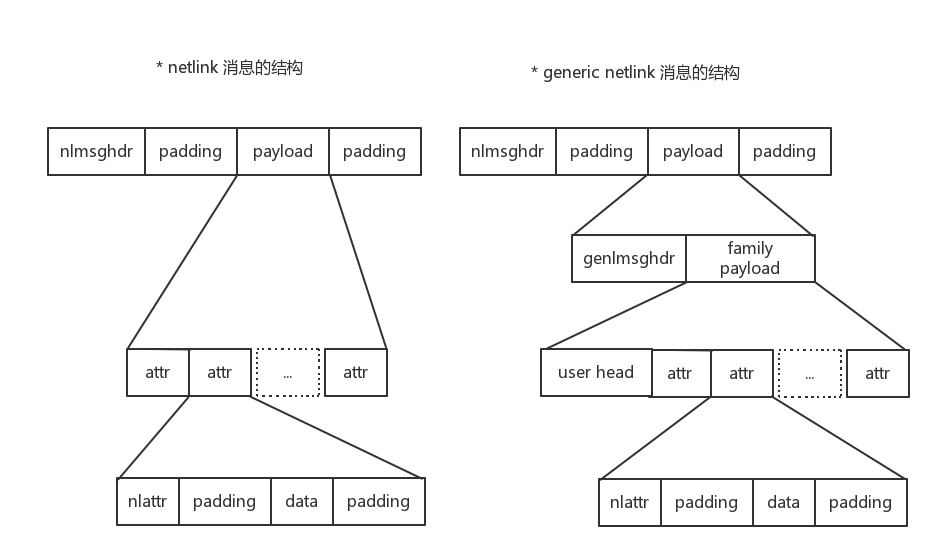 * netlink 消息的结构
nlmsghdr padding payload padding
attr attr ... attr
nlattr padding data padding
* generic netlink 消息的结构
nlmsghdr padding payload padding
genlmsghdr family
payload
user head attr attr ... attr
nlattr padding data padding